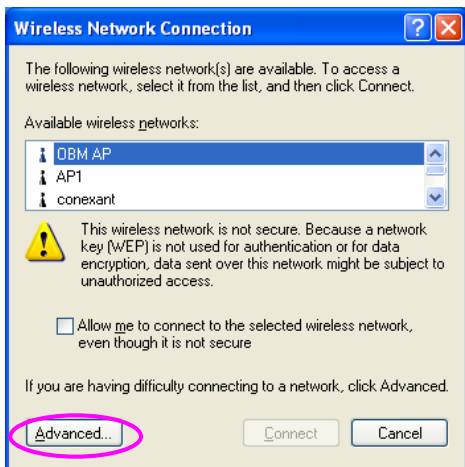 Wireless Network Connection
The following wireless network(s) are available. To access a
wireless network, select it from the list, and then click Connect.
Available wireless networks:
OBM AP
AP1
conexant
This wireless network is not secure. Because a network
key (WEP) is not used for authentication or for data
encryption, data sent over this network might be subject to
unauthorized access.
Allow me to connect to the selected wireless network,
even though it is not secure
If you are having difficulty connecting to a network, click Advanced.
Advanced... Connect Cancel